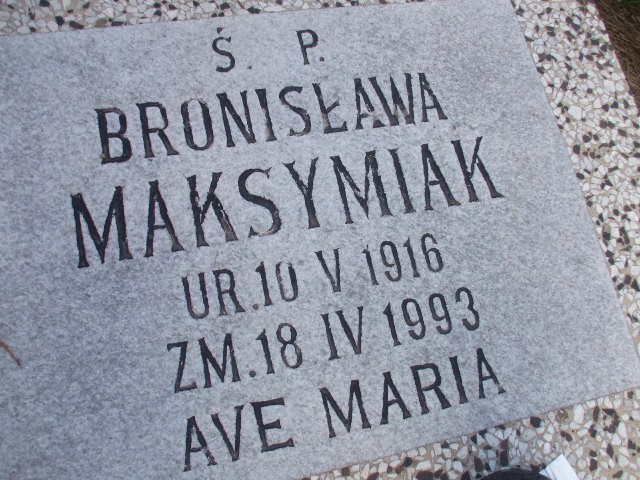 Ś. P.
BRONISŁAWA
MAKSYMIAK
UR.10 V 1916
ZM.18 IV 1993
AVE MARIA